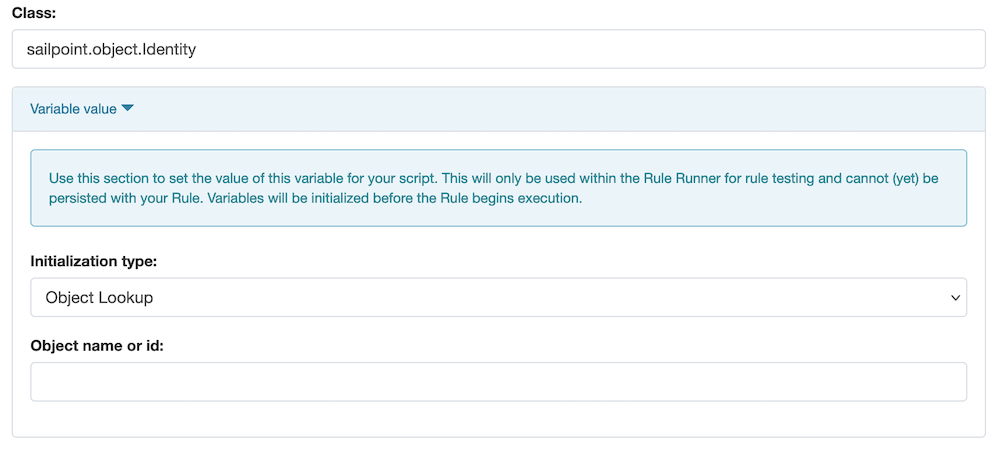 Class:
sailpoint.object.Identity
Variable value
Use this section to set the value of this variable for your script. This will only be used within the Rule Runner for rule testing and cannot (yet) be
persisted with your Rule. Variables will be initialized before the Rule begins execution.
Initialization type:
Object Lookup
Object name or id: